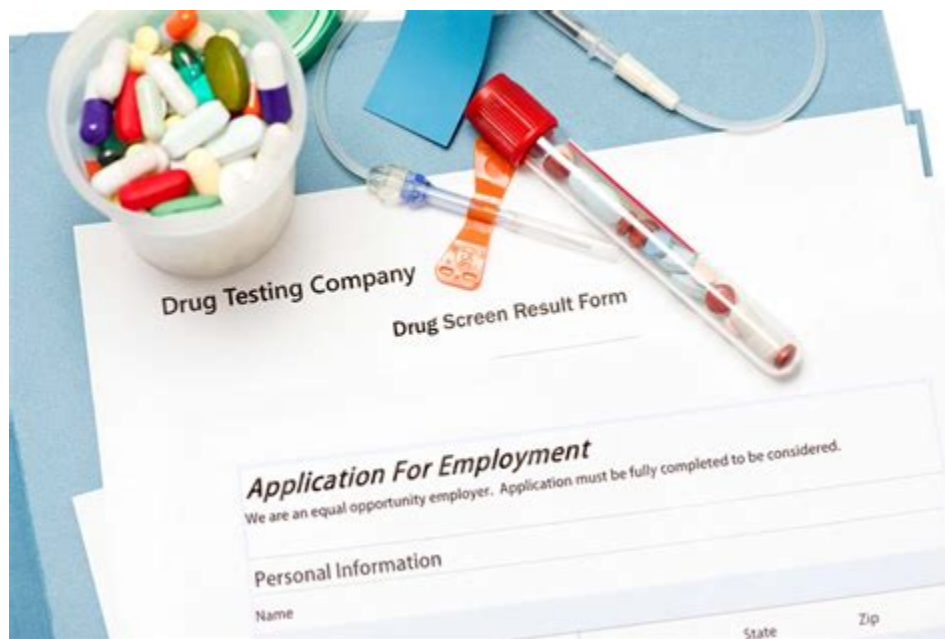 Drug Testing Company
Drug Screen Result Form
Application For Employment
We are an equal opportunity employer.  Application must be fully completed to be considered.
Personal Information
Name
State
Zip